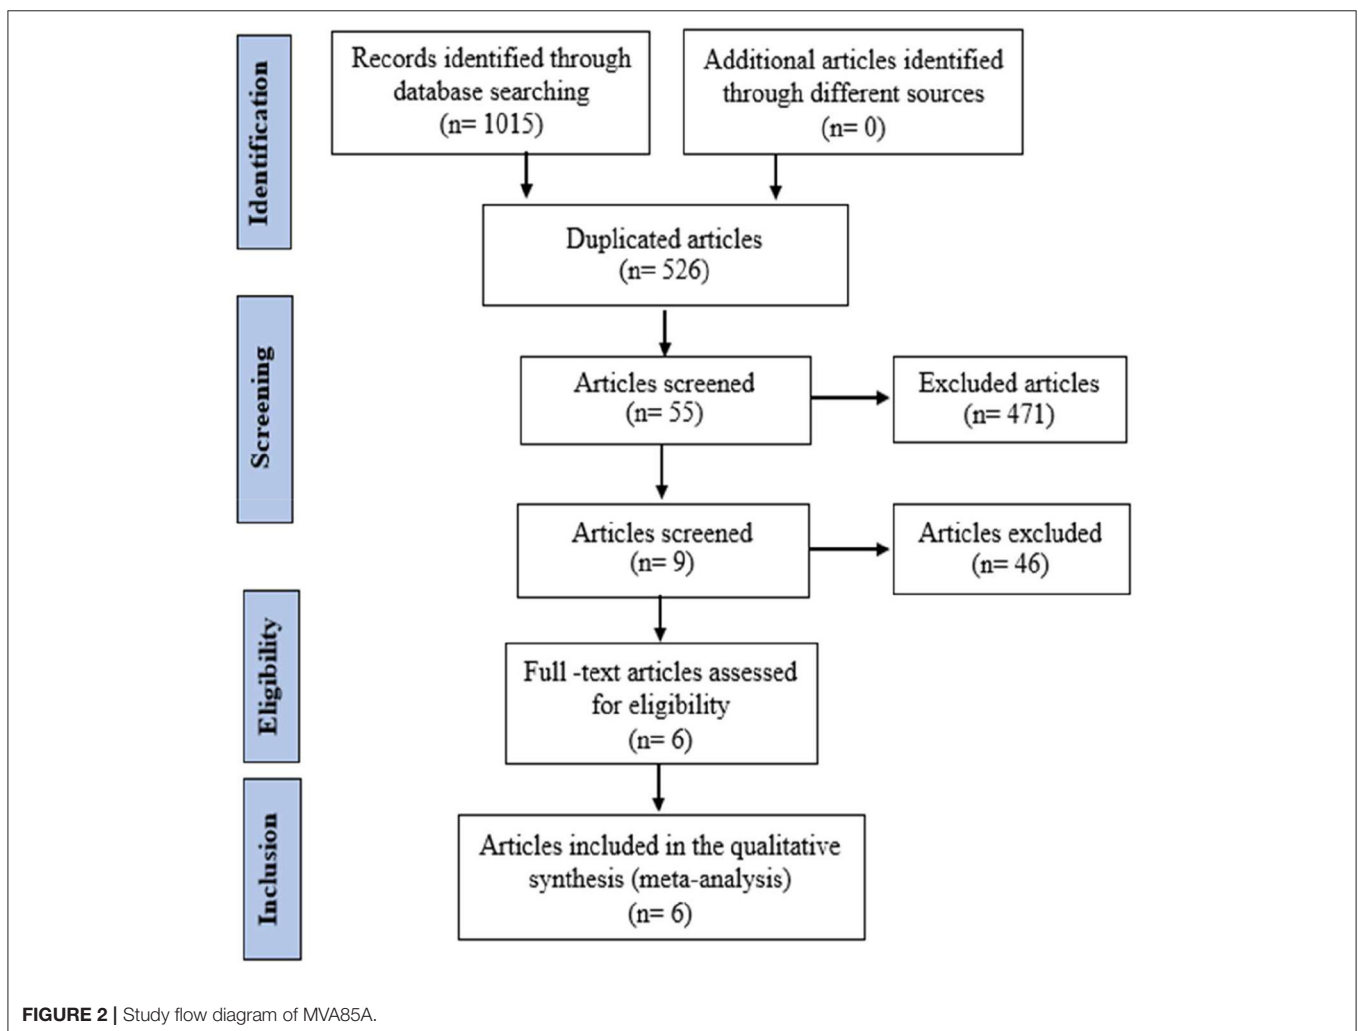 Identification
Records identified through
database searching
(n= 1015)
Additional articles identified
through different sources
(n= 0)
Duplicated articles
(n= 526)
Screening
Articles screened
(n= 55)
Excluded articles
(n= 471)
Articles screened
(n= 9)
Articles excluded
(n= 46)
Eligibility
Full -text articles assessed
for eligibility
(n= 6)
Inclusion
Articles included in the qualitative
synthesis (meta-analysis)
(n= 6)
FIGURE 2 | Study flow diagram of MVA85A.